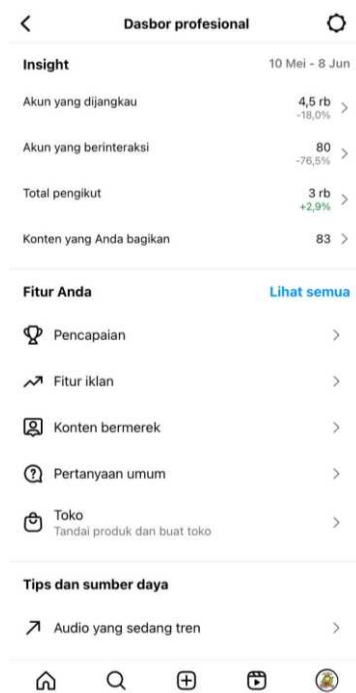 Dasbor profesional
Insight 10 Mei - 8 Jun
Akun yang dijangkau 4,5 rb
-18,0%
Akun yang berinteraksi 80
-76,5%
Total pengikut 3 rb
+2,9%
Konten yang Anda bagikan 83
Fitur Anda Lihat semua
Pencapaian
Fitur iklan
Konten bermerek
Pertanyaan umum
Toko
Tandai produk dan buat toko
Tips dan sumber daya
Audio yang sedang tren